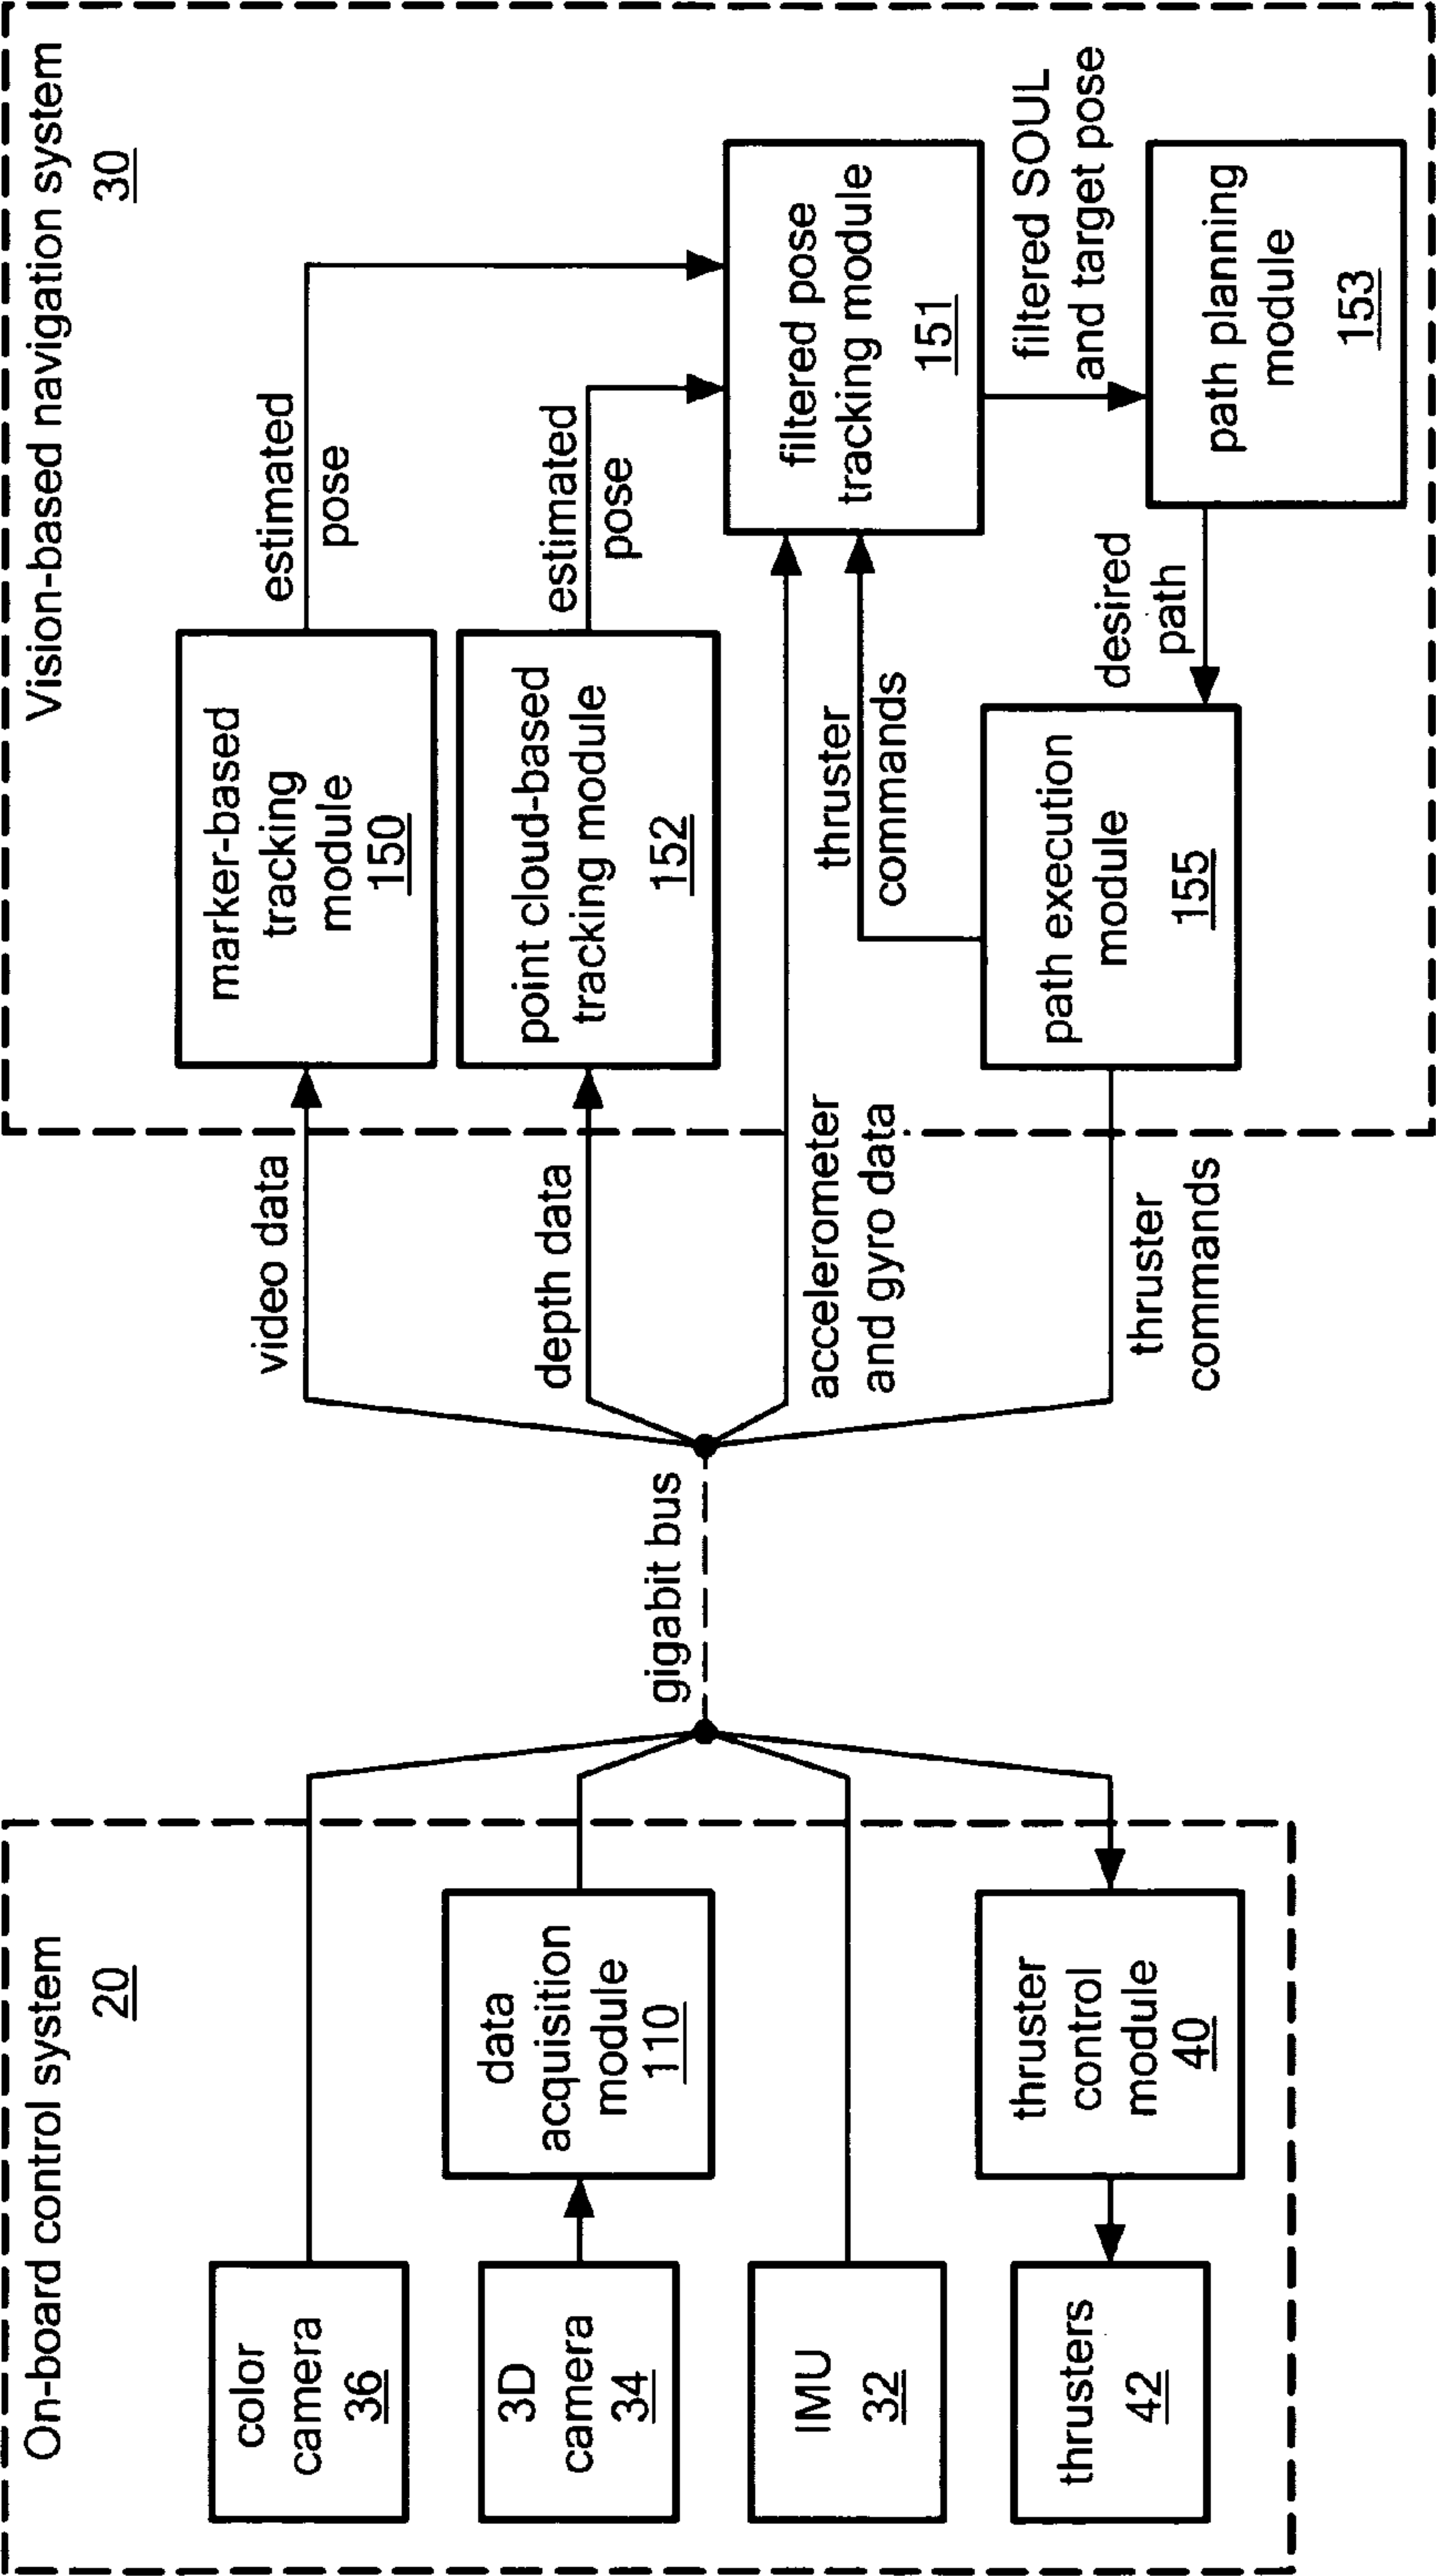 On-board control system
20
color
camera
36
3D
camera
34
IMU
32
thrusters
42
data
acquisition
module
110
thruster
control
module
40
gigabit bus
video data
depth data
accelerometer
and gyro data
thruster
commands
Vision-based navigation system
30
marker-based
tracking
module
150
point cloud-based
tracking module
152
estimated
pose
estimated
pose
thruster
commands
path execution
module
155
desired
path
filtered pose
tracking module
151
filtered SOUL
and target pose
path planning
module
153